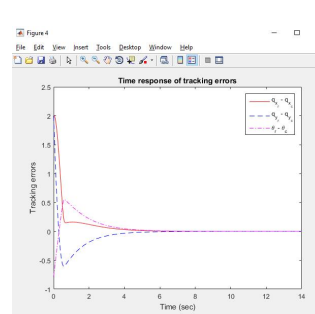 Figure 4
File Edit View Insert Tools Desktop Window Help
Time response of tracking errors
2.5
2
1.5
1
0.5
0
-0.5
-1
Tracking errors
0 2 4 6 8 10 12 14
Time (sec)